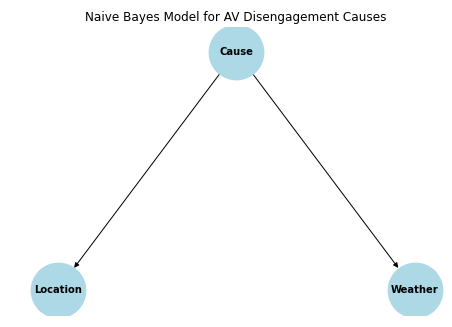 Naive Bayes Model for AV Disengagement Causes
Cause
Location
Weather